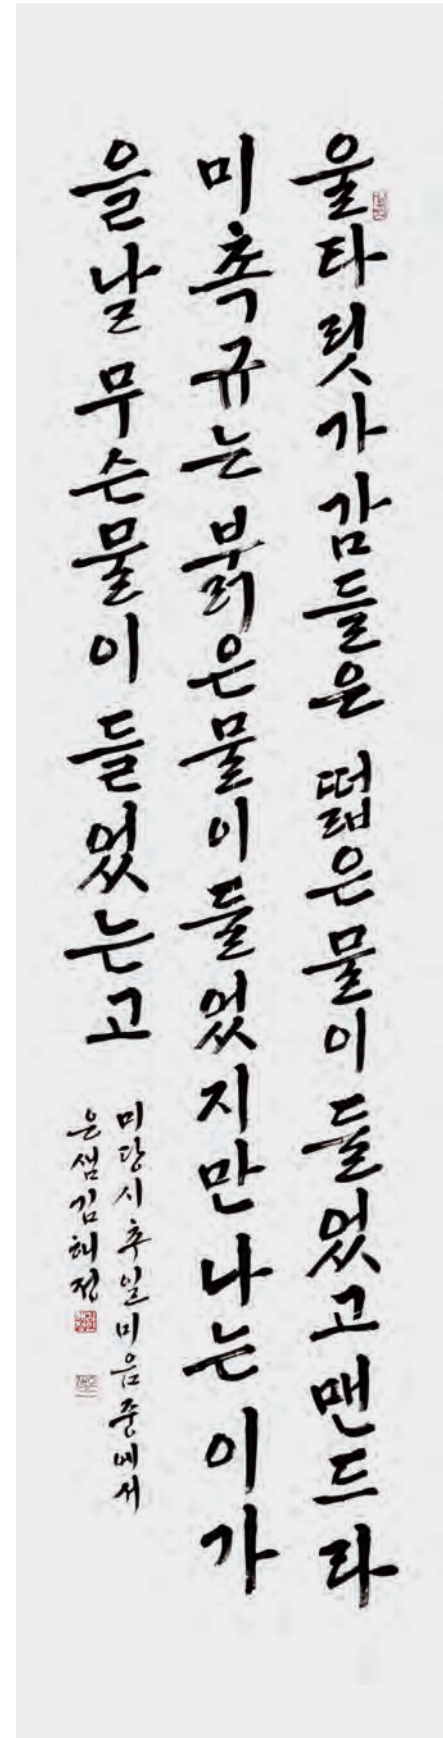 울타릿가 감들은 떫은 물이 들었고 맨드라
미 촉규는 붉은 물이 들었지만 나는 이가
을날 무슨 물이 들었는고
미당시 추일미음 중에서
은샘 김혜정